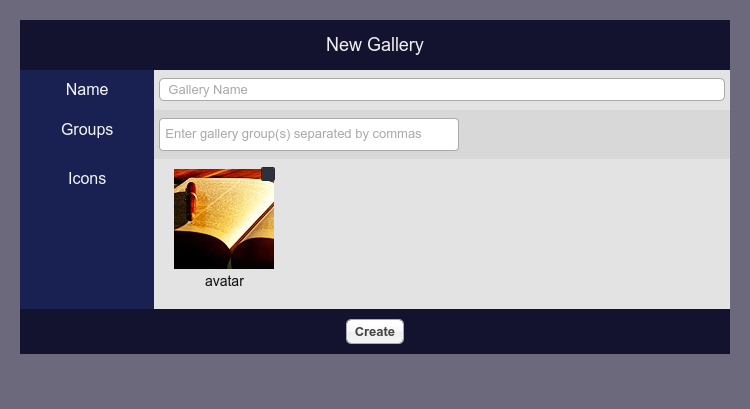 New Gallery
Name
Gallery Name
Groups
Enter gallery group(s) separated by commas
Icons
avatar
Create